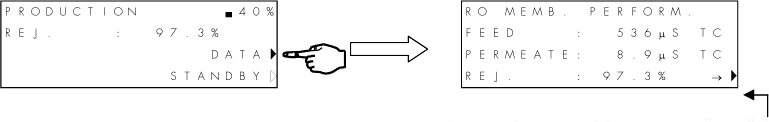 PRODUCTION ▄40%
REJ. : 97.3%
DATA
STANDBY
RO MEMB. PERFORM.
FEED : 536µS TC
PERMEATE: 8.9µS TC
REJ. : 97.3% →